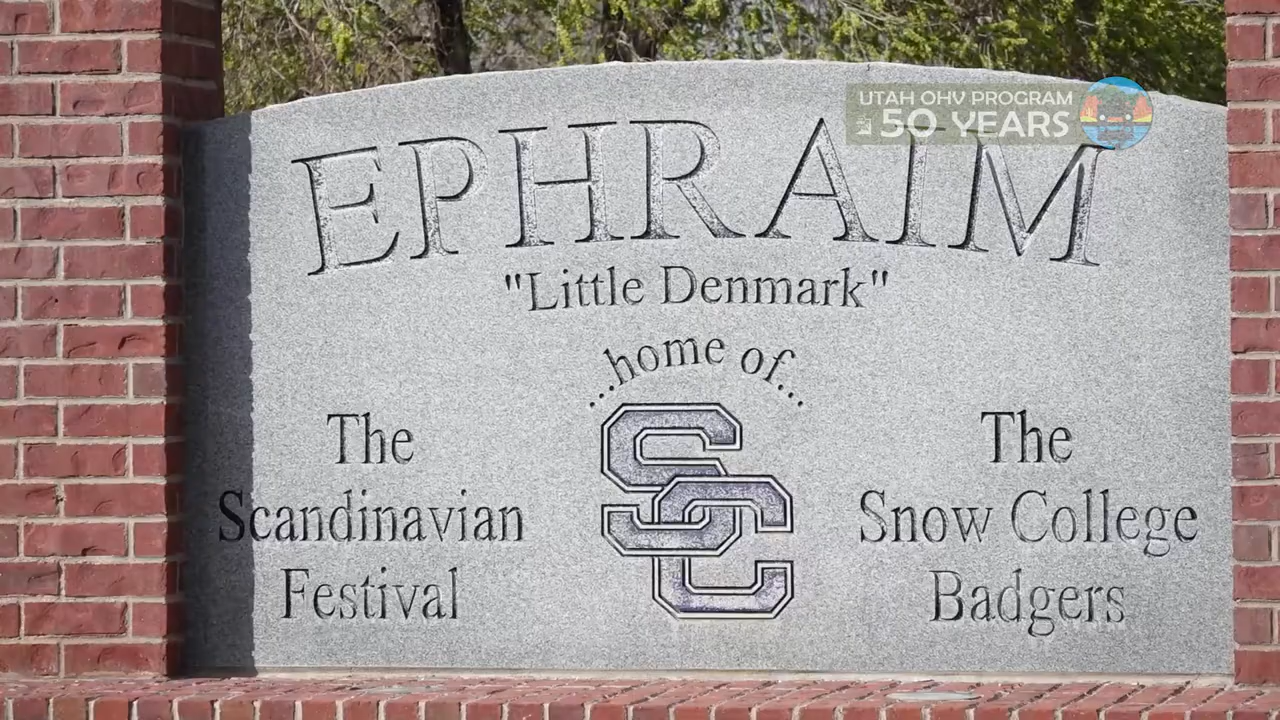 UTAH OHV PROGRAM
50 YEARS
EPHRAIM
"Little Denmark"
...home of...
The
Scandinavian
Festival
SC
The
Snow College
Badgers